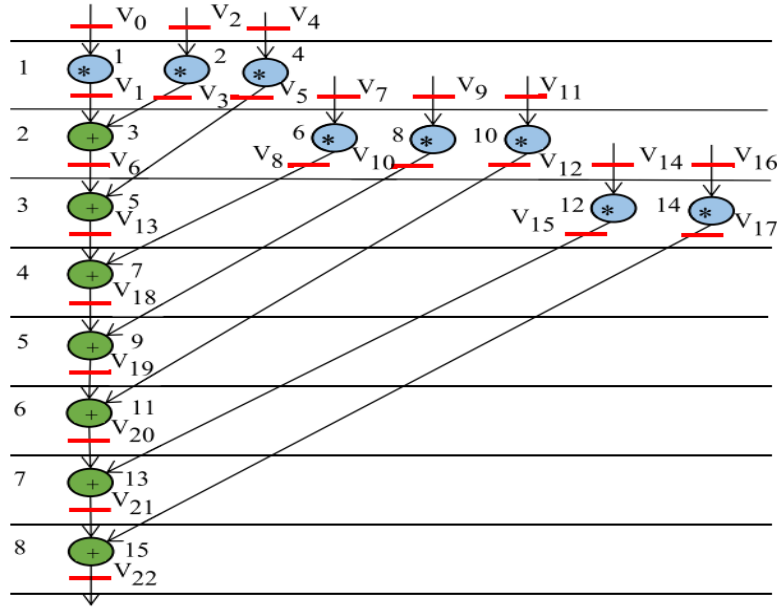 V0 V2 V4
1 * 1 * 2 * 4
V1 V3 V5 V7 V9 V11
2 + 3 6 * 8 * 10 *
V6 V8 V10 V12 V14 V16
3 5 12 * 14 *
V13 V15 V17
4 + 7
V18
5 + 9
V19
6 + 11
V20
7 + 13
V21
8 + 15
V22